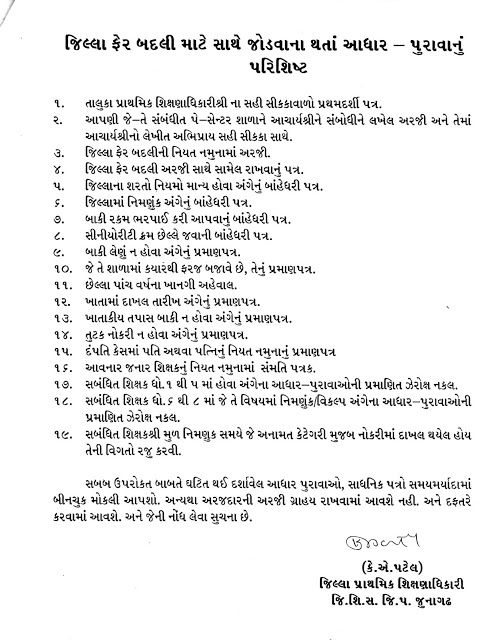 જિલ્લા ફેર બદલી માટે સાથે જોડવાના થતાં આધાર – પુરાવાનું
પરિશિષ્ટ
૧. તાલુકા પ્રાથમિક શિક્ષણાધિકારીશ્રી ના સહી સીકકાવાળો પ્રથમદર્શી પત્ર.
૨. આપણી જે–તે સંબંધીત પે–સેન્ટર શાળાને આચાર્યશ્રીને સંબોધીને લખેલ અરજી અને તેમાં
આચાર્યશ્રીનો લેખીત અભિપ્રાય સહી સીકકા સાથે.
૩. જિલ્લા ફેર બદલીની નિયત નમુનામાં અરજી.
૪. જિલ્લા ફેર બદલી અરજી સાથે સામેલ રાખવાનું પત્ર.
૫. જિલ્લાના શરતો નિયમો માન્ય હોવા અંગેનું બાંહેધરી પત્ર.
૬. જિલ્લામાં નિમણુંક અંગેનું બાંહેધરી પત્ર.
૭. બાકી રકમ ભરપાઈ કરી આપવાનું બાંહેધરી પત્ર.
૮. સીનીયોરીટી ક્રમ છેલ્લે જવાની બાંહેધરી પત્ર.
૯. બાકી લેણું ન હોવા અંગેનું પ્રમાણપત્ર.
૧૦. જે તે શાળામાં કયારંથી ફરજ બજાવે છે, તેનું પ્રમાણપત્ર.
૧૧. છેલ્લા પાંચ વર્ષના ખાનગી અહેવાલ.
૧૨. ખાતામાં દાખલ તારીખ અંગેનું પ્રમાણપત્ર.
૧૩. ખાતાકીય તપાસ બાકી ન હોવા અંગેનું પ્રમાણપત્ર.
૧૪. તુટક નોકરી ન હોવા અંગેનું પ્રમાણપત્ર.
૧૫. દંપતિ કેસમાં પતિ અથવા પત્નિનું નિયત નમુનાનું પ્રમાણપત્ર
૧૬. આવનાર જનાર શિક્ષકનું નિયત નમુનામાં સંમતિ પત્રક.
૧૭. સબંધિત શિક્ષક ધો.૧ થી ૫ માં હોવા અંગેના આધાર–પુરાવાઓની પ્રમાણિત ઝેરોક્ષ નકલ.
૧૮. સબંધિત શિક્ષક ધો.૬ થી ૮ માં જે તે વિષયમાં નિમણુંક/વિકલ્પ અંગેના આધાર–પુરાવાઓની
પ્રમાણિત ઝેરોક્ષ નકલ.
૧૯. સબંધિત શિક્ષકશ્રી મુળ નિમણુક સમયે જે અનામત કેટેગરી મુજબ નોકરીમાં દાખલ થયેલ હોય
તેની વિગતો રજુ કરવી.
સબબ ઉપરોકત બાબતે ઘટિત થઈ દર્શાવેલ આધાર પુરાવાઓ, સાધનિક પત્રો સમયમર્યાદામાં
બીનચુક મોકલી આપશો. અન્યથા અરજદારની અરજી ગ્રાહય રાખવામાં આવશે નહી. અને દફતરે
કરવામાં આવશે. અને જેની નોંધ લેવા સુચના છે.
(કે.એ.પટેલ)
જિલ્લા પ્રાથમિક શિક્ષણાધિકારી
જિ.શિ.સ. જિ.પ. જુનાગઢ